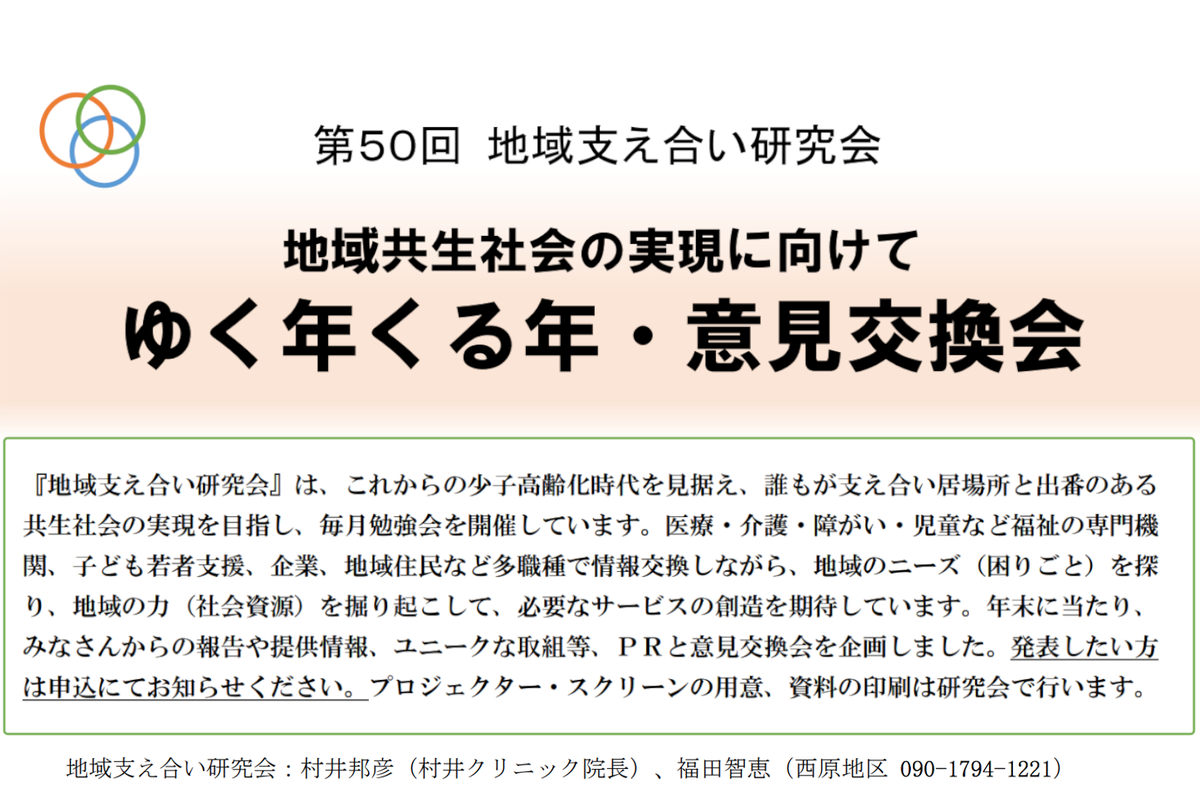 第50回 地域支え合い研究会
地域共生社会の実現に向けて
ゆく年くる年・意見交換会
『地域支え合い研究会』は、これからの少子高齢化時代を見据え、誰もが支え合い居場所と出番のある
共生社会の実現を目指し、毎月勉強会を開催しています。医療・介護・障がい・児童など福祉の専門機
関、子ども若者支援、企業、地域住民など多職種で情報交換しながら、地域のニーズ（困りごと）を探
り、地域の力（社会資源）を掘り起こして、必要なサービスの創造を期待しています。年末に当たり、
みなさんからの報告や提供情報、ユニークな取組等、ＰＲと意見交換会を企画しました。発表したい方
は申込にてお知らせください。プロジェクター・スクリーンの用意、資料の印刷は研究会で行います。
地域支え合い研究会：村井邦彦（村井クリニック院長）、福田智恵（西原地区 090-1794-1221）